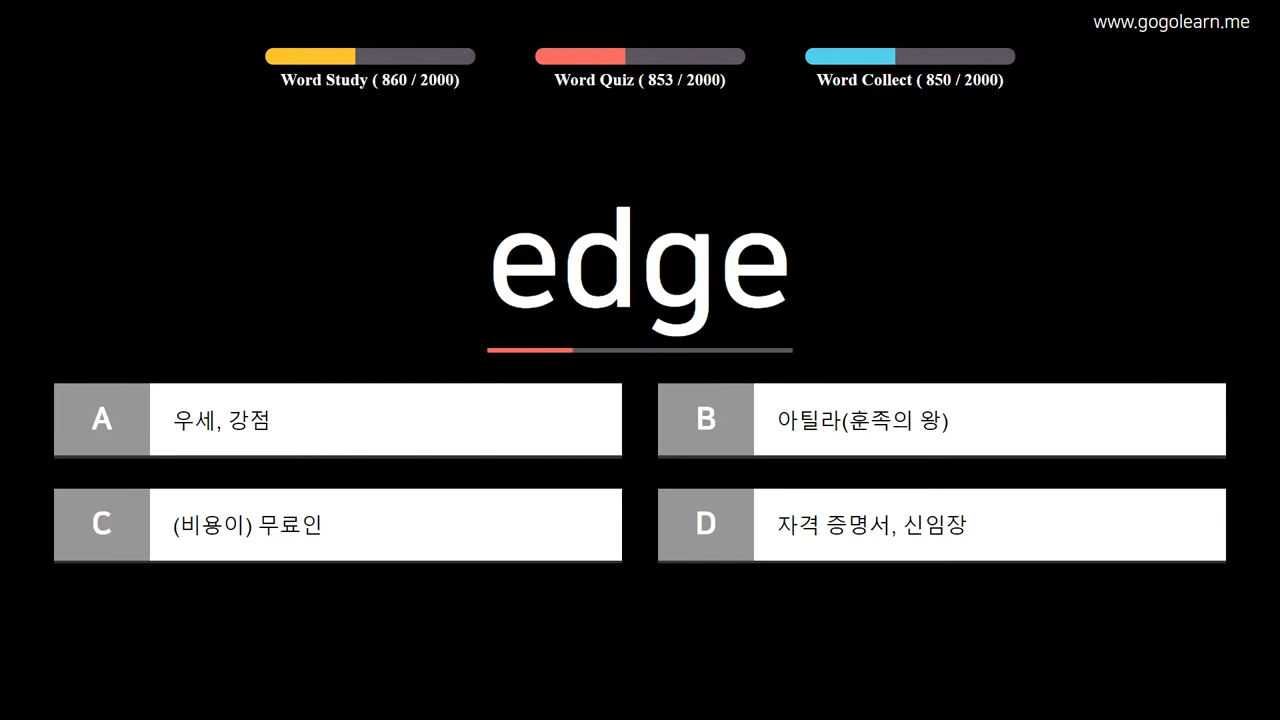 www.gogolearn.me
Word Study ( 860 / 2000)
Word Quiz ( 853 / 2000)
Word Collect ( 850 / 2000)
edge
A 우세, 강점
B 아틸라(훈족의 왕)
C (비용이) 무료인
D 자격 증명서, 신임장